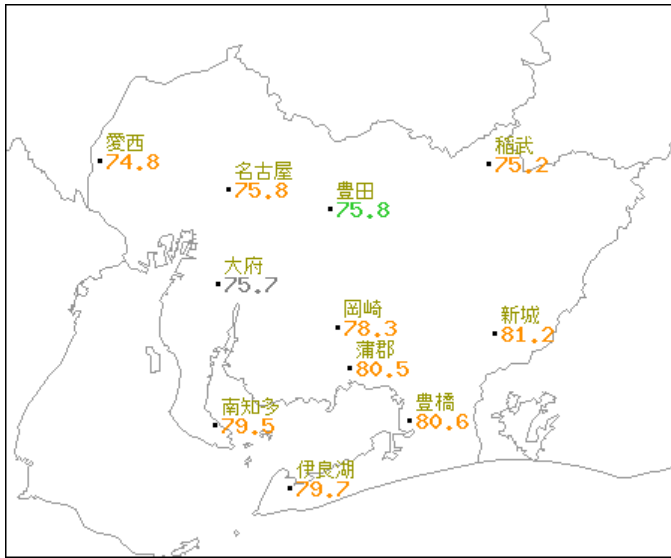 愛西
74.8
名古屋
75.8
豊田
75.8
稲武
75.2
大府
75.7
岡崎
78.3
新城
81.2
蒲郡
80.5
南知多
79.5
豊橋
80.6
伊良湖
79.7